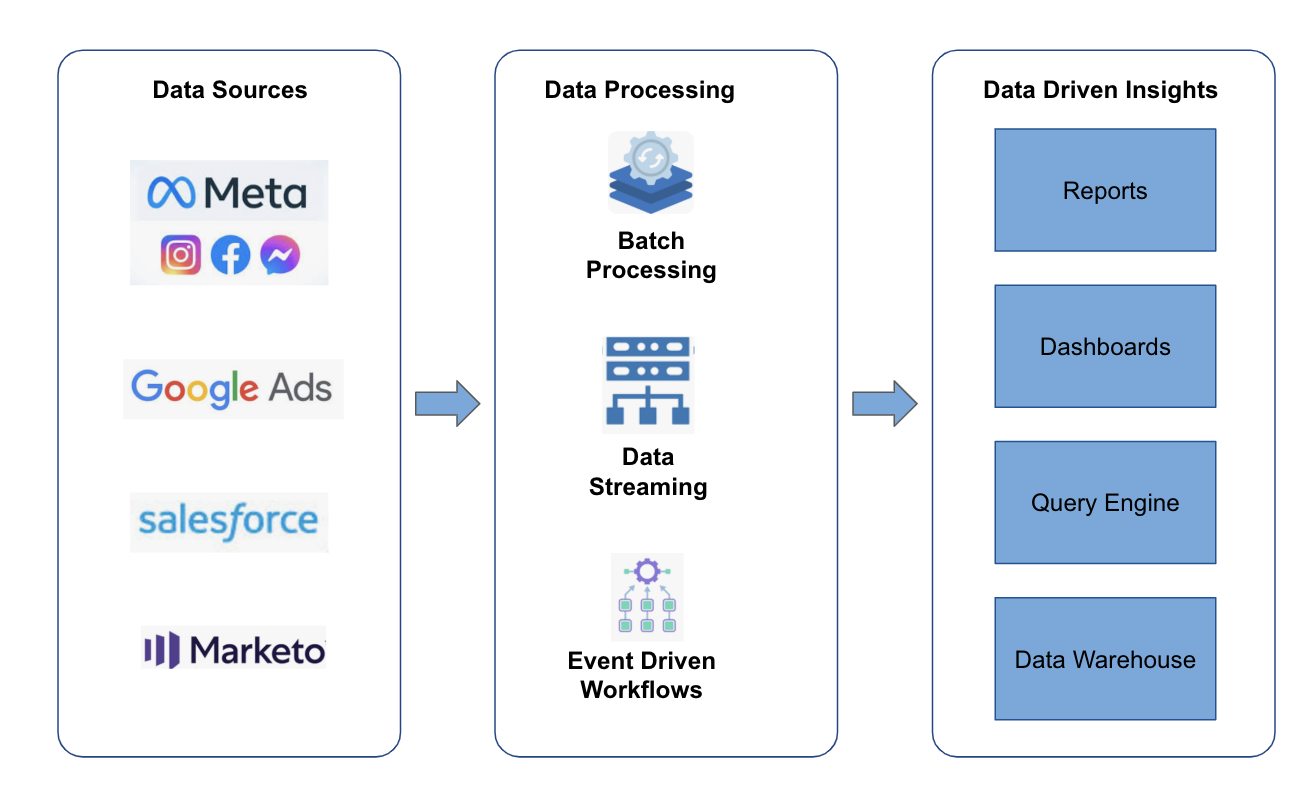 Data Sources
Meta
Google Ads
salesforce
Marketo
Data Processing
Batch
Processing
Data
Streaming
Event Driven
Workflows
Data Driven Insights
Reports
Dashboards
Query Engine
Data Warehouse